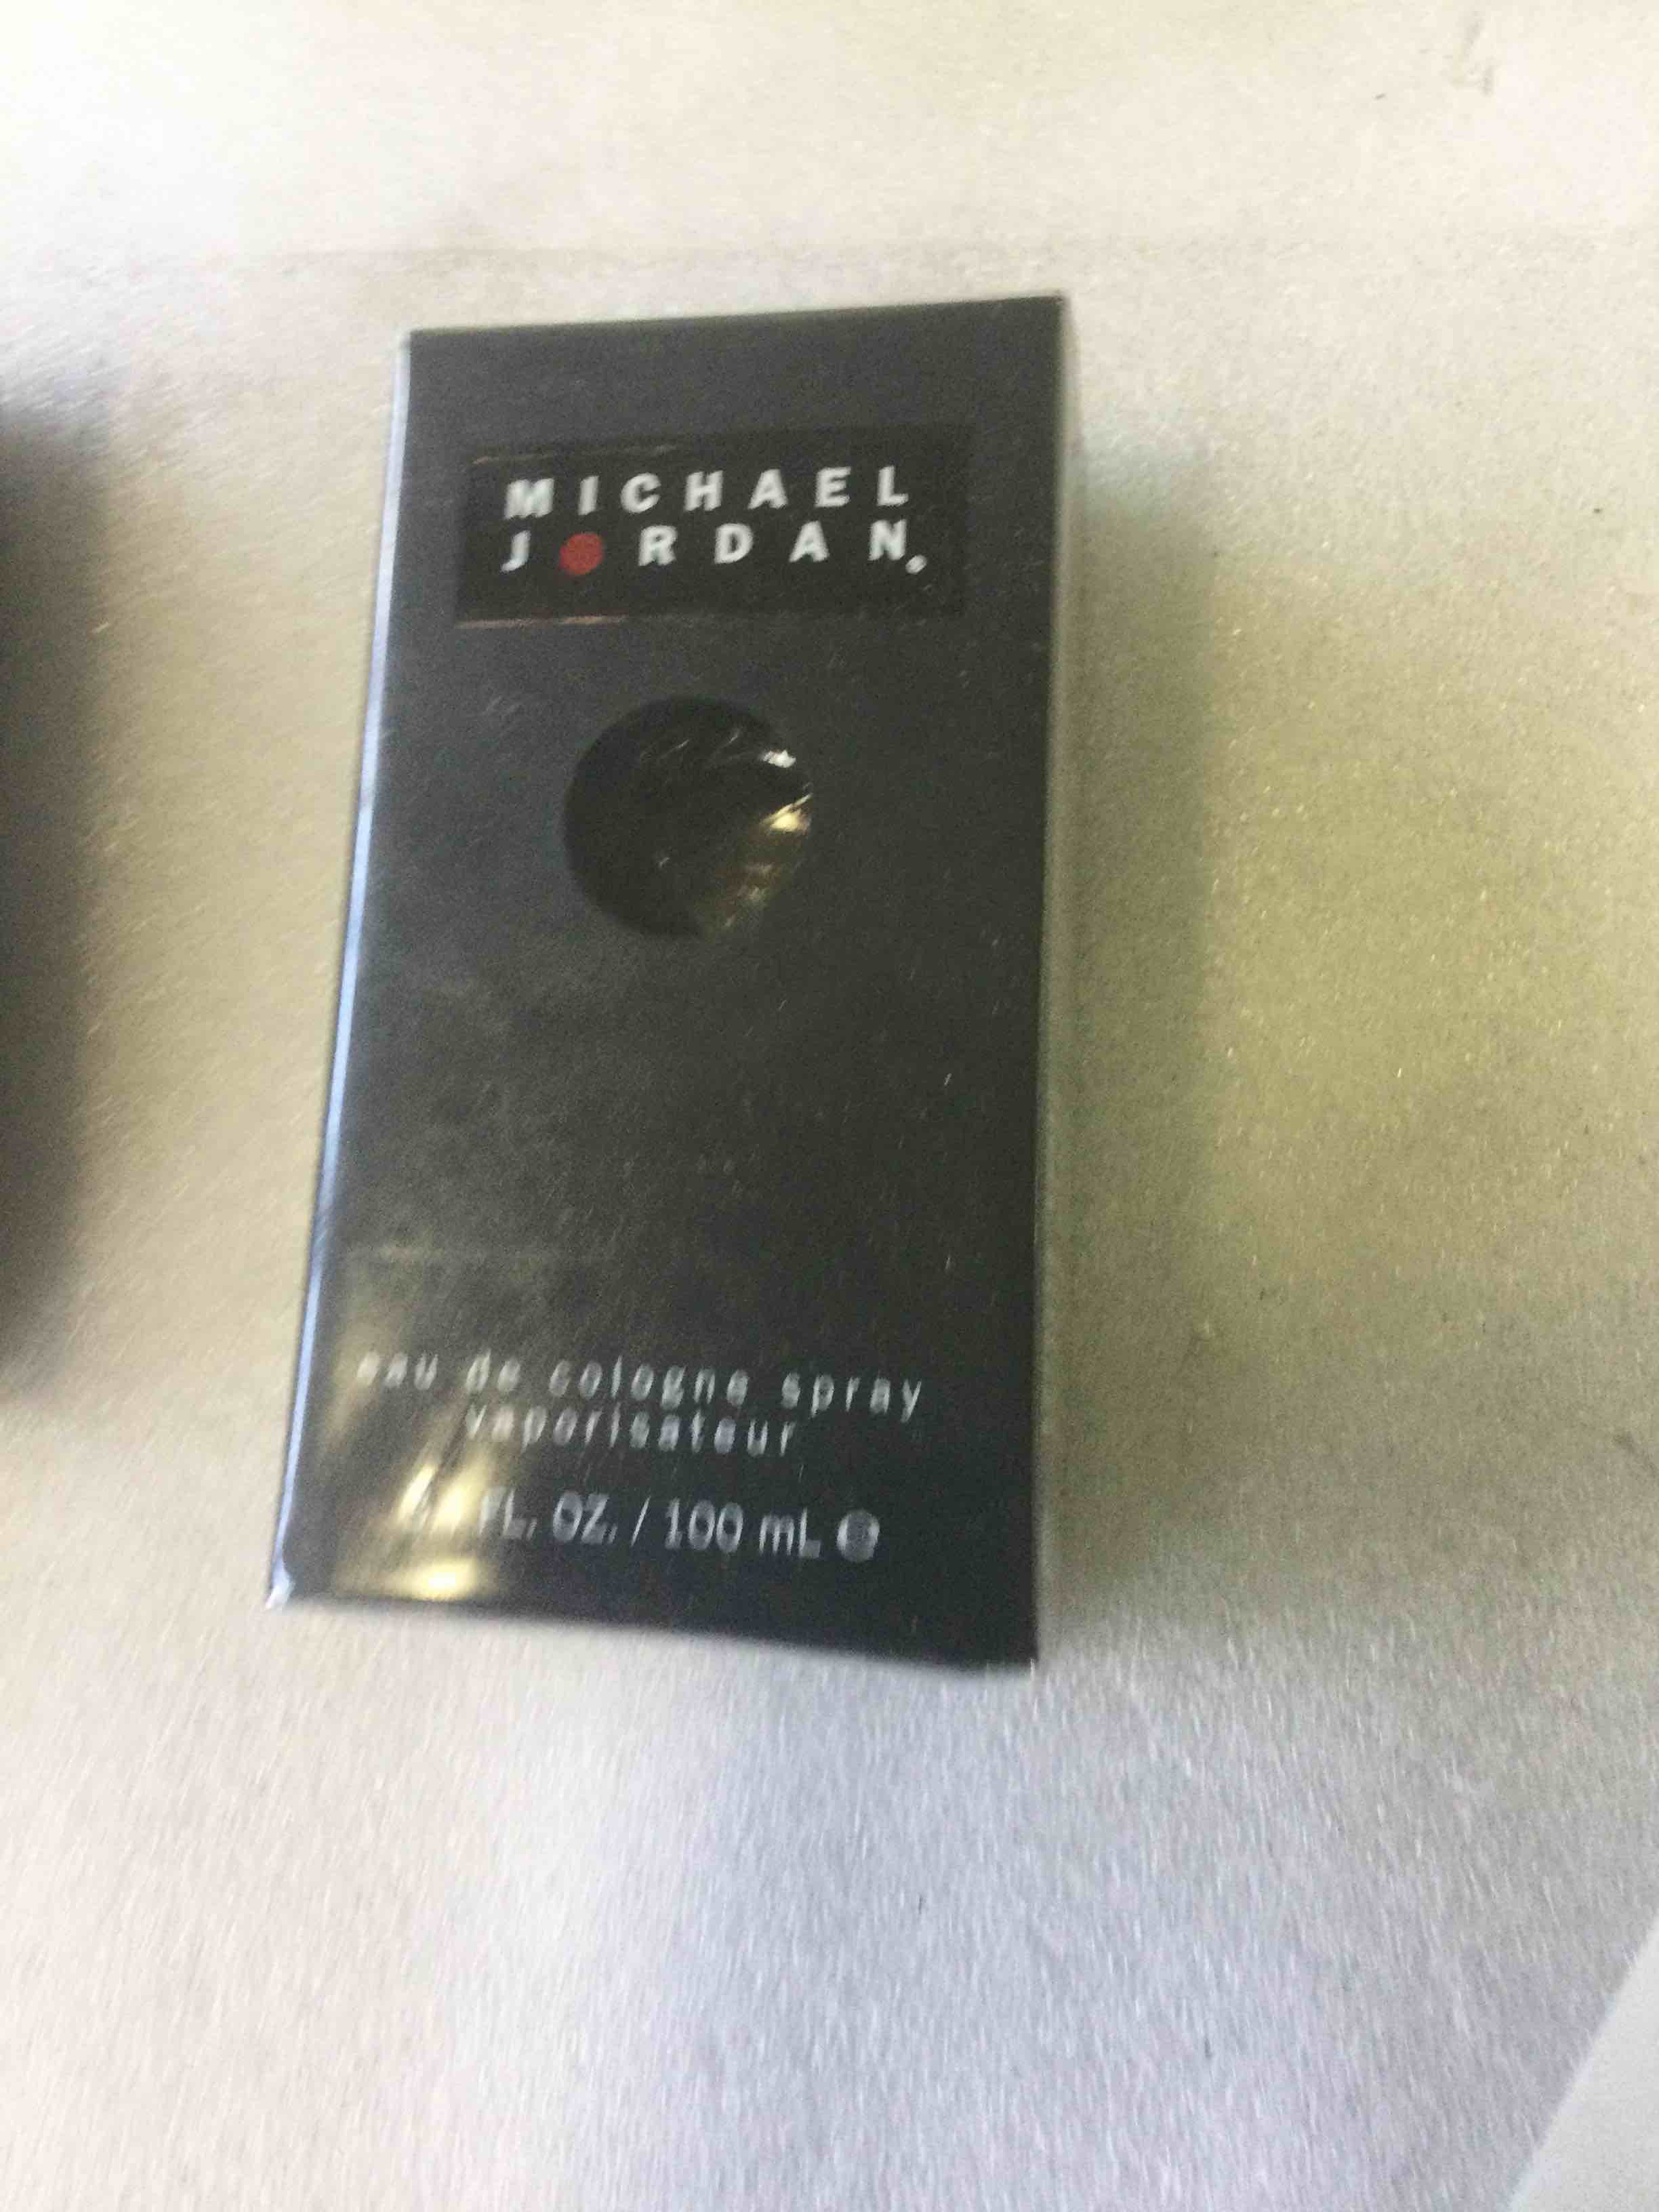 MICHAEL
JORDAN
eau de cologne spray
vaporisateur
FL. OZ. / 100 mL ℮